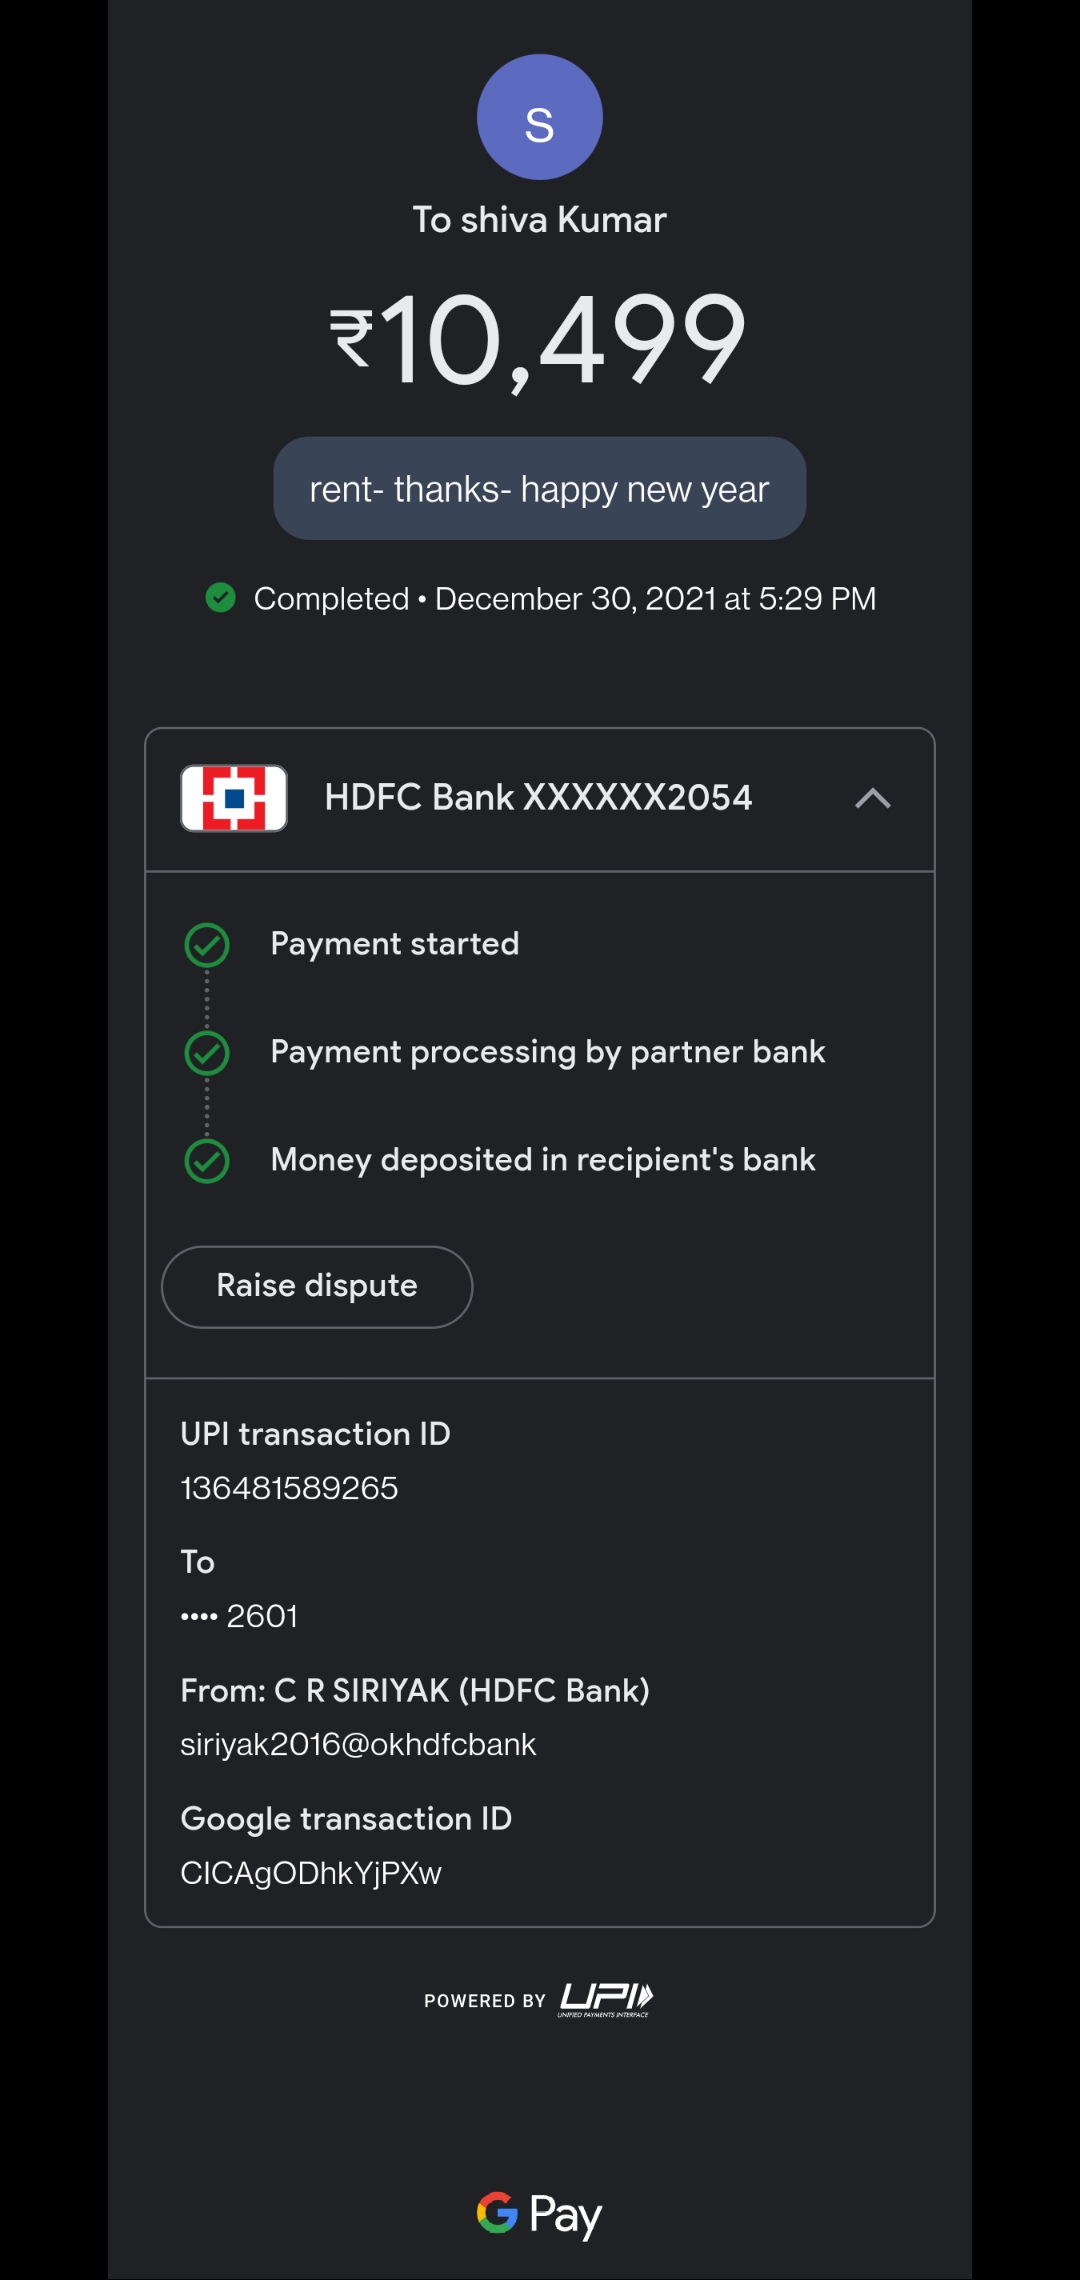 S
To shiva Kumar
₹10,499
rent- thanks- happy new year
Completed • December 30, 2021 at 5:29 PM
HDFC Bank XXXXXX2054
Payment started
Payment processing by partner bank
Money deposited in recipient's bank
Raise dispute
UPI transaction ID
136481589265
To
•••• 2601
From: C R SIRIYAK (HDFC Bank)
siriyak2016@okhdfcbank
Google transaction ID
CICAgODhkYjPXw
POWERED BY UPI
UNIFIED PAYMENTS INTERFACE
G Pay